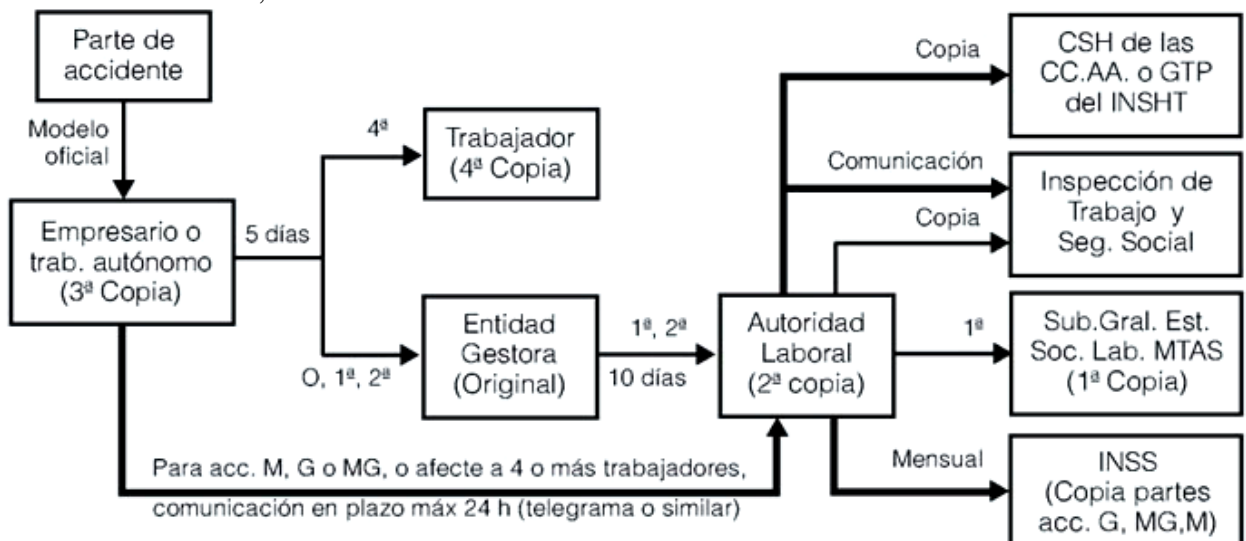 Parte de
accidente
Modelo
oficial
Empresario o
trab. autónomo
(3ª Copia)
5 días
4ª
Trabajador
(4ª Copia)
O, 1ª, 2ª
Entidad
Gestora
(Original)
1ª, 2ª
10 días
Autoridad
Laboral
(2ª copia)
Para acc. M, G o MG, o afecte a 4 o más trabajadores,
comunicación en plazo máx 24 h (telegrama o similar)
Copia
CSH de las
CC.AA. o GTP
del INSHT
Comunicación
Copia
Inspección de
Trabajo y
Seg. Social
1ª
Sub.Gral. Est.
Soc. Lab. MTAS
(1ª Copia)
Mensual
INSS
(Copia partes
acc. G, MG,M)